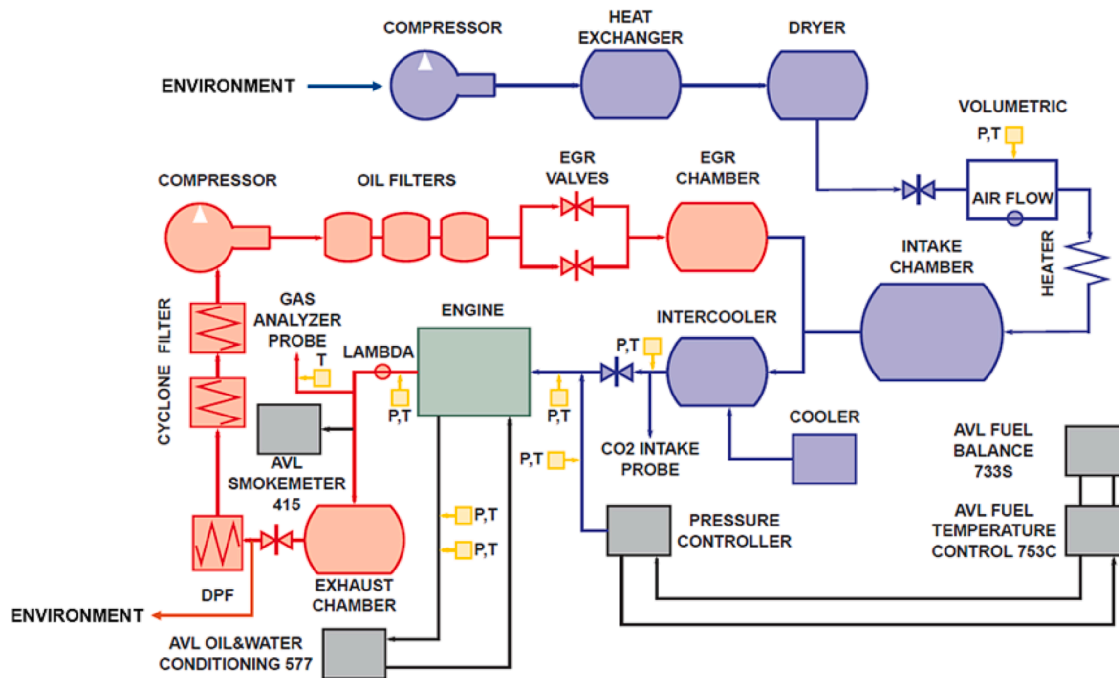 COMPRESSOR
HEAT
EXCHANGER
DRYER
ENVIRONMENT
VOLUMETRIC
P,T
AIR FLOW
HEATER
COMPRESSOR
OIL FILTERS
EGR
VALVES
EGR
CHAMBER
INTAKE
CHAMBER
CYCLONE FILTER
GAS
ANALYZER
PROBE
T
LAMBDA
P,T
ENGINE
P,T
P,T
INTERCOOLER
COOLER
CO2 INTAKE
PROBE
P,T
AVL
SMOKEMETER
415
P,T
P,T
PRESSURE
CONTROLLER
AVL FUEL
BALANCE
733S
AVL FUEL
TEMPERATURE
CONTROL 753C
DPF
EXHAUST
CHAMBER
ENVIRONMENT
AVL OIL&WATER
CONDITIONING 577